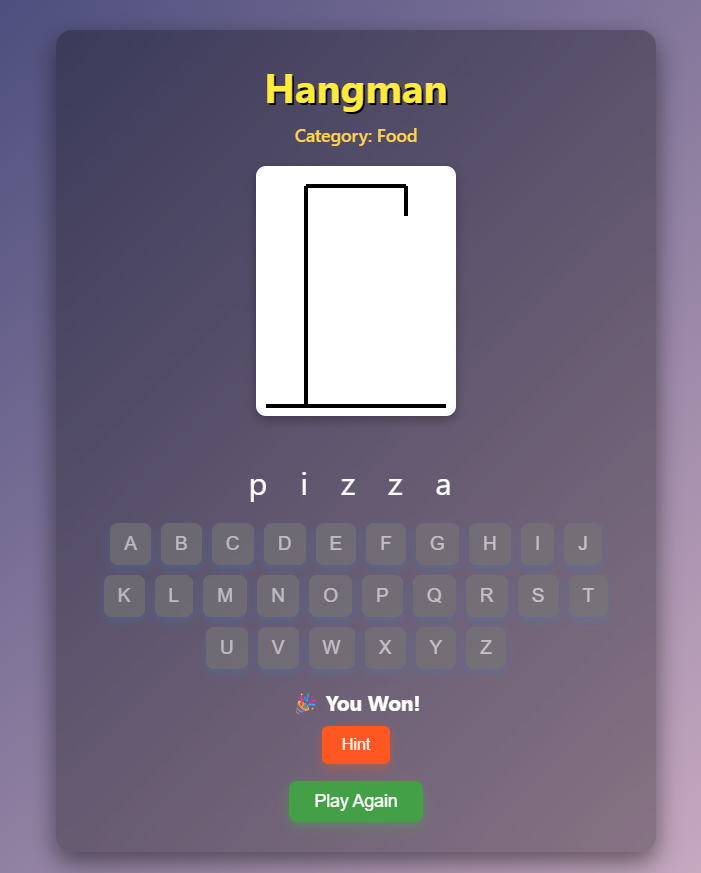 Hangman
Category: Food
p i z z a
A B C D E F G H I J
K L M N O P Q R S T
U V W X Y Z
🎉 You Won!
Hint
Play Again